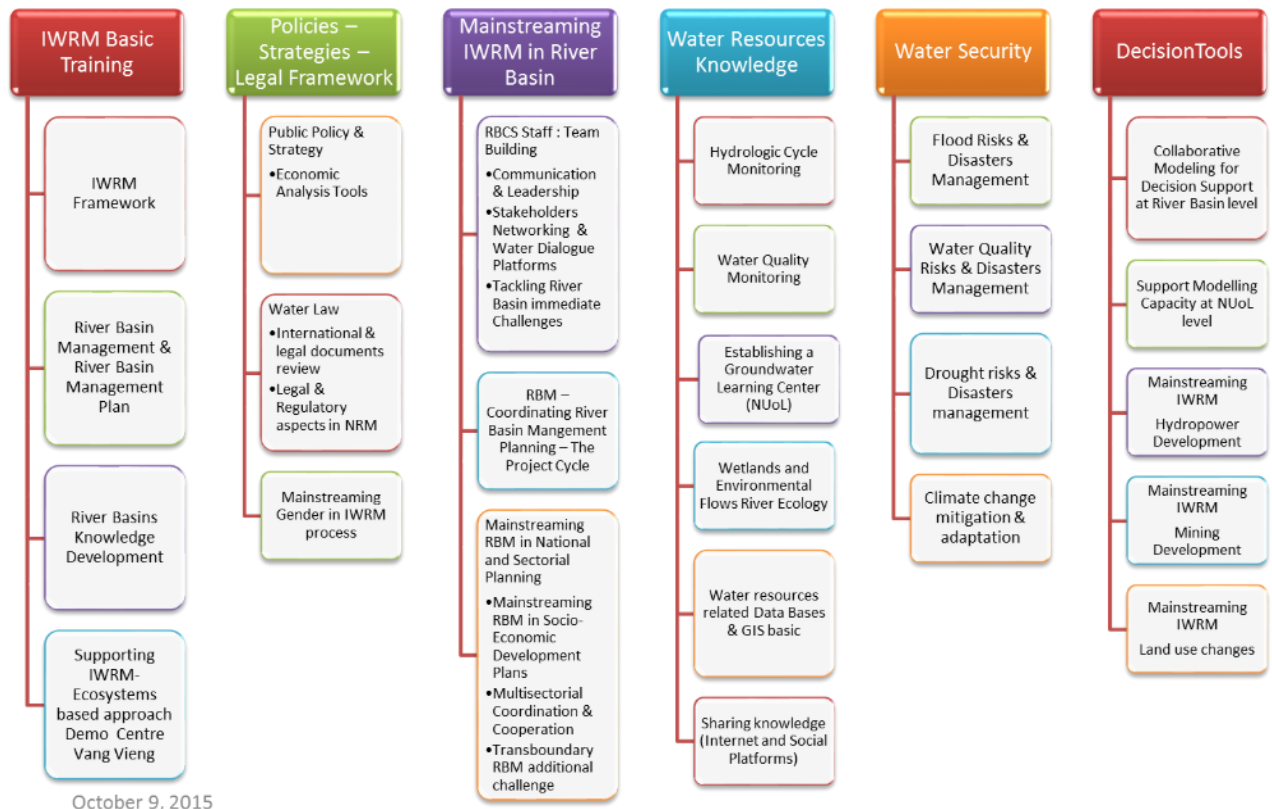 IWRM Basic
Training
IWRM
Framework
River Basin
Management &
River Basin
Management
Plan
River Basins
Knowledge
Development
Supporting
IWRM-
Ecosystems
based approach
Demo Centre
Vang Vieng
Policies –
Strategies –
Legal Framework
Public Policy &
Strategy
•Economic
Analysis Tools
Water Law
•International &
legal documents
review
•Legal &
Regulatory
aspects in NRM
Mainstreaming
Gender in IWRM
process
Mainstreaming
IWRM in River
Basin
RBCS Staff : Team
Building
•Communication
& Leadership
•Stakeholders
Networking &
Water Dialogue
Platforms
•Tackling River
Basin immediate
Challenges
RBM –
Coordinating River
Basin Mangement
Planning – The
Project Cycle
Mainstreaming
RBM in National
and Sectorial
Planning
•Mainstreaming
RBM in Socio-
Economic
Development
Plans
•Multisectorial
Coordination &
Cooperation
•Transboundary
RBM additional
challenge
Water Resources
Knowledge
Hydrologic Cycle
Monitoring
Water Quality
Monitoring
Establishing a
Groundwater
Learning Center
(NUoL)
Wetlands and
Environmental
Flows River Ecology
Water resources
related Data Bases
& GIS basic
Sharing knowledge
(Internet and Social
Platforms)
Water Security
Flood Risks &
Disasters
Management
Water Quality
Risks & Disasters
Management
Drought risks &
Disasters
management
Climate change
mitigation &
adaptation
DecisionTools
Collaborative
Modeling for
Decision Support
at River Basin level
Support Modelling
Capacity at NUoL
level
Mainstreaming
IWRM
Hydropower
Development
Mainstreaming
IWRM
Mining
Development
Mainstreaming
IWRM
Land use changes
October 9, 2015